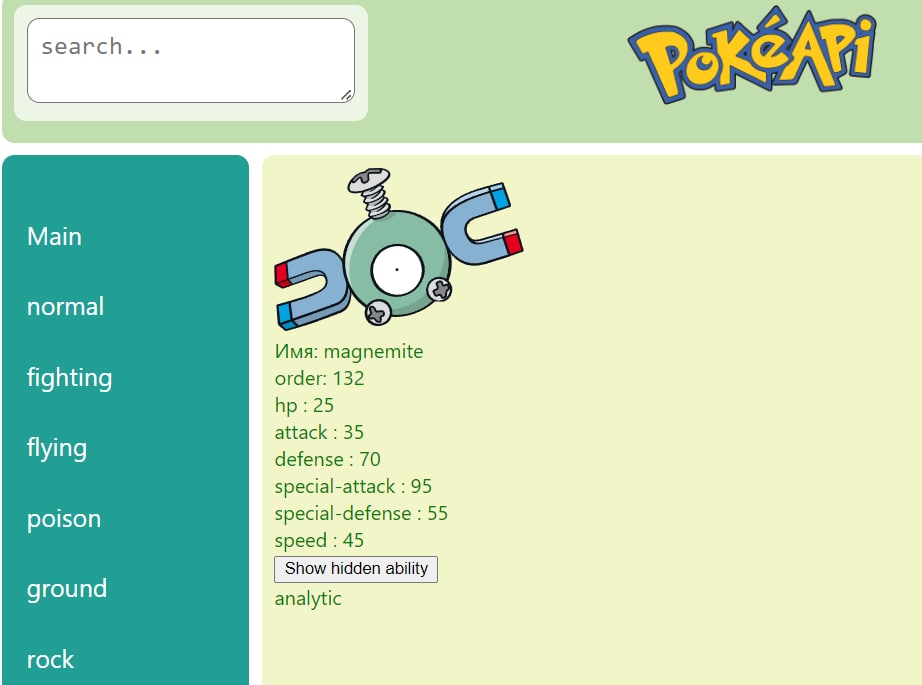 search...
PokéApi
Main
normal
fighting
flying
poison
ground
rock
Имя: magnemite
order: 132
hp : 25
attack : 35
defense : 70
special-attack : 95
special-defense : 55
speed : 45
Show hidden ability
analytic